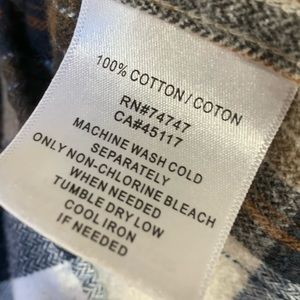 100% COTTON / COTON
RN#74747
CA#45117
MACHINE WASH COLD
SEPARATELY
ONLY NON-CHLORINE BLEACH
WHEN NEEDED
TUMBLE DRY LOW
COOL IRON
IF NEEDED